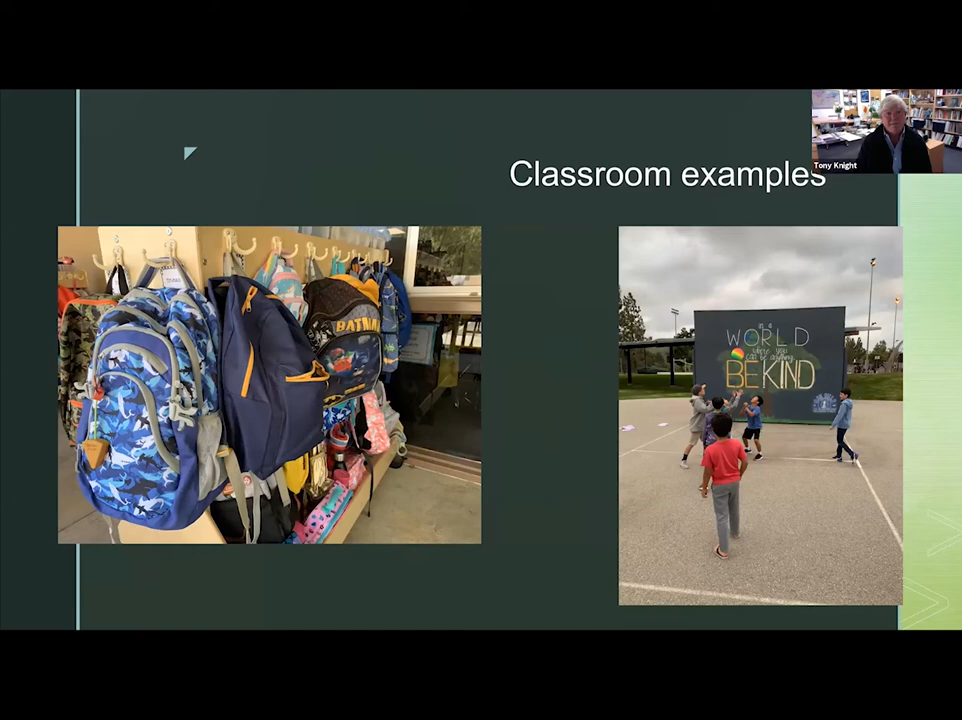 Tony Knight
Classroom examples
BATMAN
in a
WORLD
where you
can be anything
BE KIND